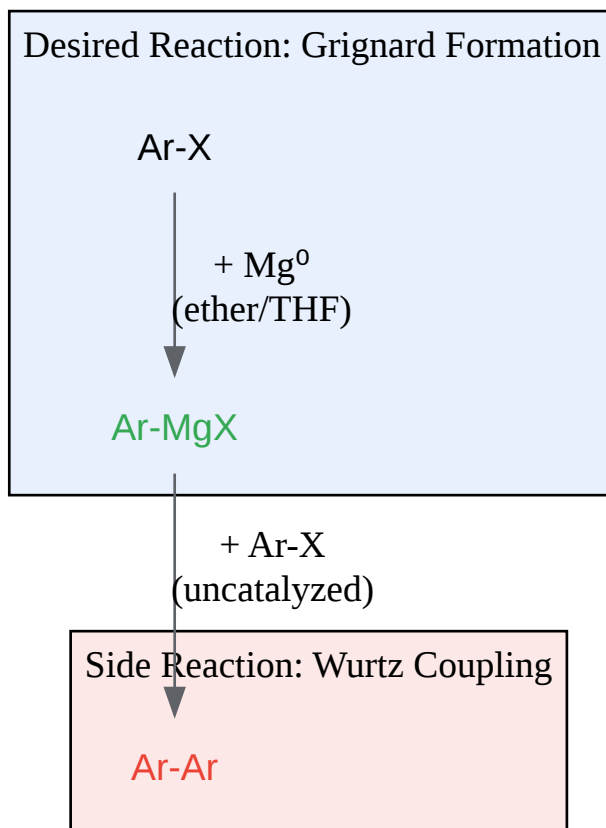 Desired Reaction: Grignard Formation
Ar-X
+ Mg⁰
(ether/THF)
Ar-MgX
+ Ar-X
(uncatalyzed)
Side Reaction: Wurtz Coupling
Ar-Ar